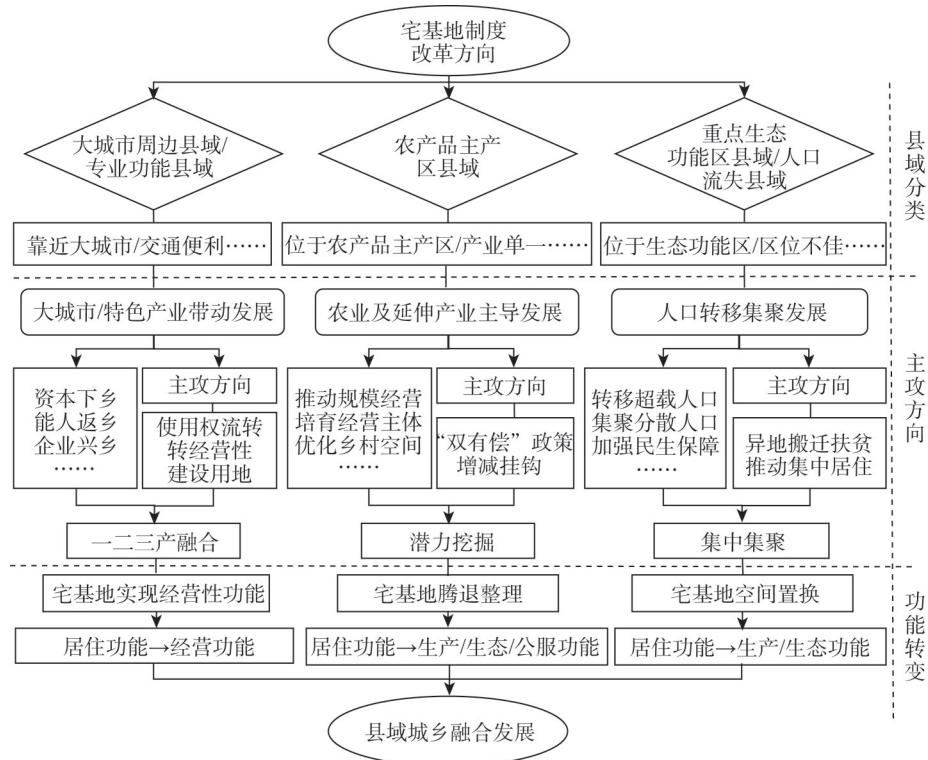 宅基地制度
改革方向
大城市周边县域/
专业功能县域
农产品主产
区县域
重点生态
功能区县域/人口
流失县域
县域分类
靠近大城市/交通便利……
位于农产品主产区/产业单一……
位于生态功能区/区位不佳……
大城市/特色产业带动发展
农业及延伸产业主导发展
人口转移集聚发展
资本下乡
能人返乡
企业兴乡
……
主攻方向
使用权流转
转经营性
建设用地
推动规模经营
培育经营主体
优化乡村空间
……
主攻方向
“双有偿”政策
增减挂钩
转移超载人口
集聚分散人口
加强民生保障
……
主攻方向
异地搬迁扶贫
推动集中居住
主攻方向
一二三产融合
潜力挖掘
集中集聚
宅基地实现经营性功能
宅基地腾退整理
宅基地空间置换
居住功能→经营功能
居住功能→生产/生态/公服功能
居住功能→生产/生态功能
功能转变
县域城乡融合发展